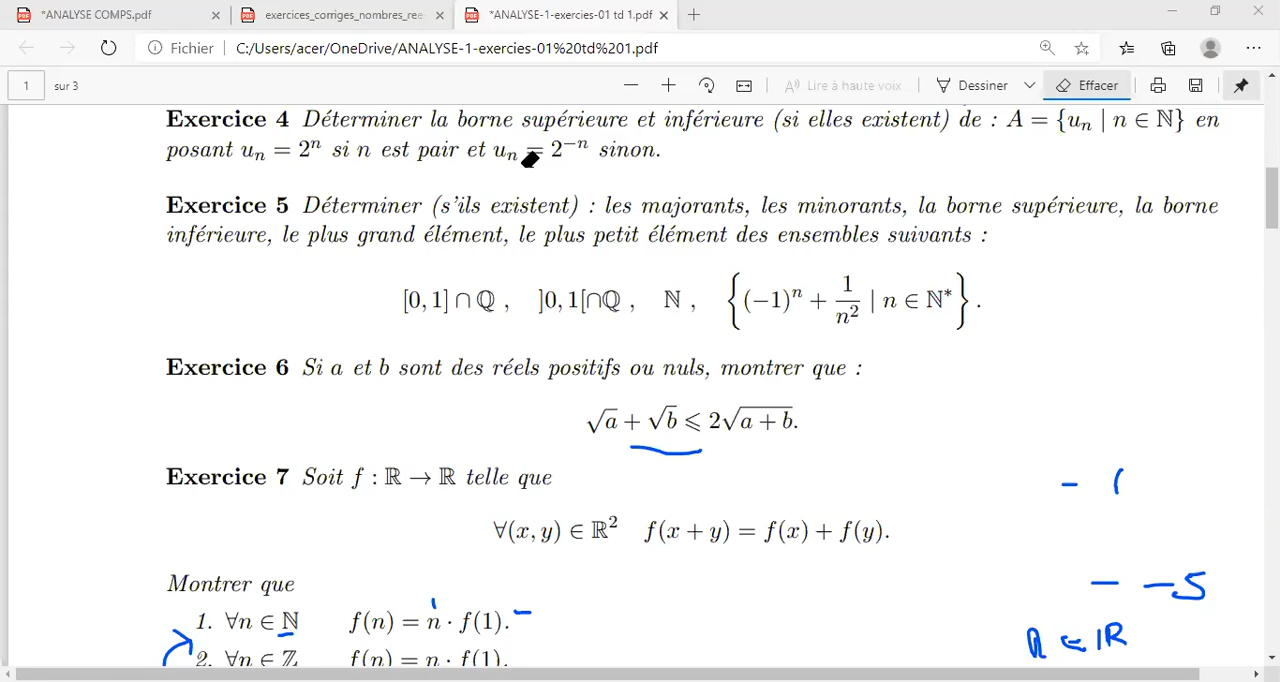 *ANALYSE COMPS.pdf
exercices_corriges_nombres_ree
*ANALYSE-1-exercies-01 td 1.pdf
Fichier
C:/Users/acer/OneDrive/ANALYSE-1-exercies-01%20td%201.pdf
1 sur 3
Lire à haute voix
Dessiner
Effacer
Exercice 4 Déterminer la borne supérieure et inférieure (si elles existent) de : A = {uₙ | n ∈ ℕ} en
posant uₙ = 2ⁿ si n est pair et uₙ = 2⁻ⁿ sinon.
Exercice 5 Déterminer (s'ils existent) : les majorants, les minorants, la borne supérieure, la borne
inférieure, le plus grand élément, le plus petit élément des ensembles suivants :
[0, 1] ∩ ℚ , ]0, 1[∩ℚ , ℕ , {(−1)ⁿ + 1/n² | n ∈ ℕ*} .
Exercice 6 Si a et b sont des réels positifs ou nuls, montrer que :
√a + √b ⩽ 2√(a + b).
Exercice 7 Soit f : ℝ → ℝ telle que
∀(x, y) ∈ ℝ² f(x + y) = f(x) + f(y).
Montrer que
− −5
1. ∀n ∈ ℕ f(n) = n · f(1).
2. ∀n ∈ ℤ f(n) = n · f(1).